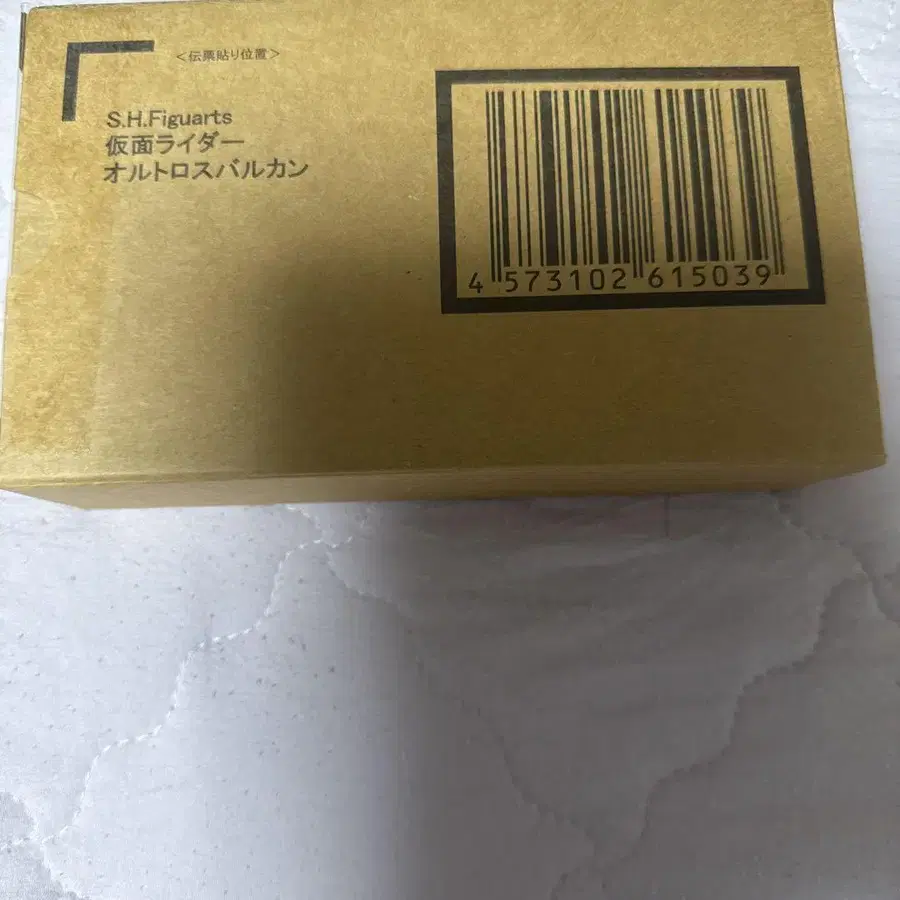 <伝票貼り位置>
S.H.Figuarts
仮面ライダー
オルトロスバルカン
4 573102 615039